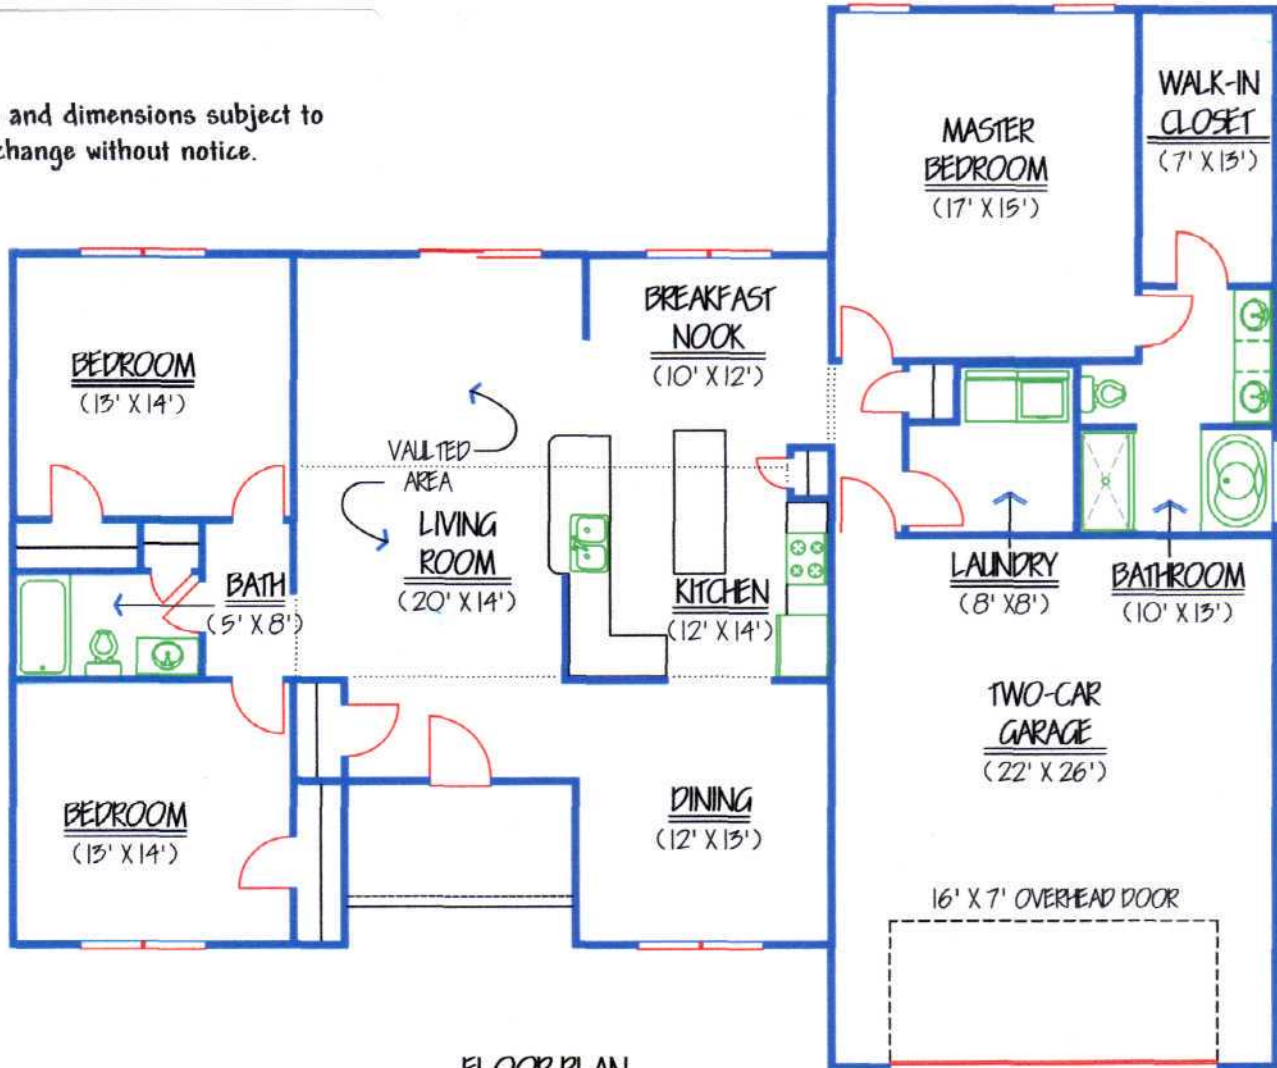 and dimensions subject to
change without notice.
MASTER
BEDROOM
(17' X 15')
WALK-IN
CLOSET
(7' X 13')
BEDROOM
(13' X 14')
BREAKFAST
NOOK
(10' X 12')
VAULTED
AREA
LIVING
ROOM
(20' X 14')
BATH
(5' X 8')
KITCHEN
(12' X 14')
LAUNDRY
(8' X 8')
BATHROOM
(10' X 13')
TWO-CAR
GARAGE
(22' X 26')
BEDROOM
(13' X 14')
DINING
(12' X 13')
16' X 7' OVERHEAD DOOR
FLOOR PLAN